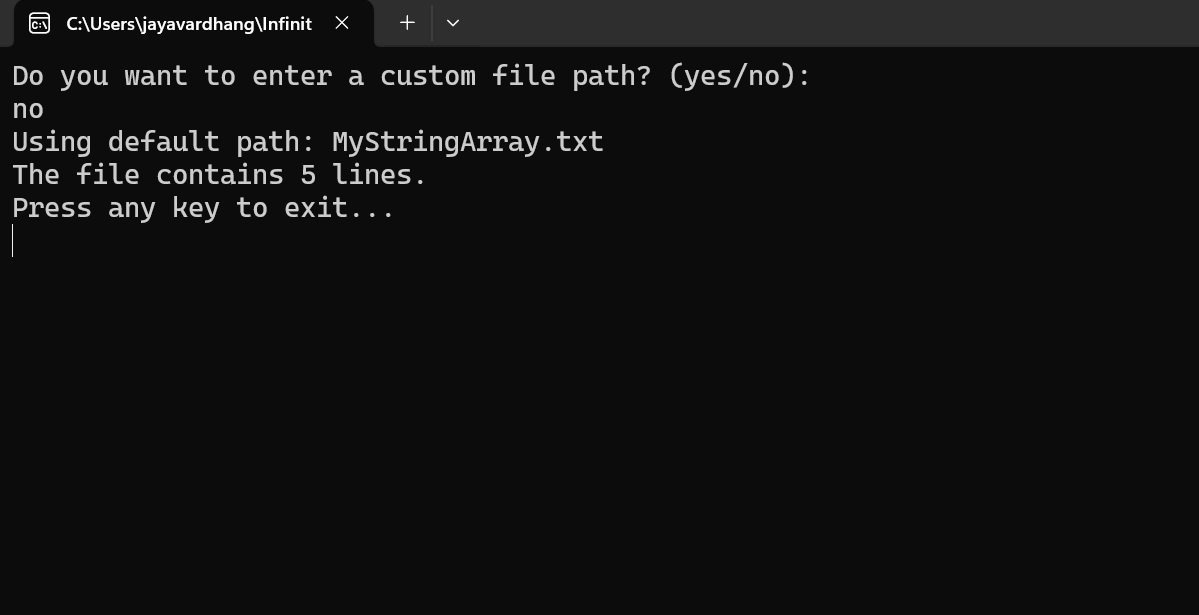 C:\Users\jayavardhang\Infinit
Do you want to enter a custom file path? (yes/no):
no
Using default path: MyStringArray.txt
The file contains 5 lines.
Press any key to exit...